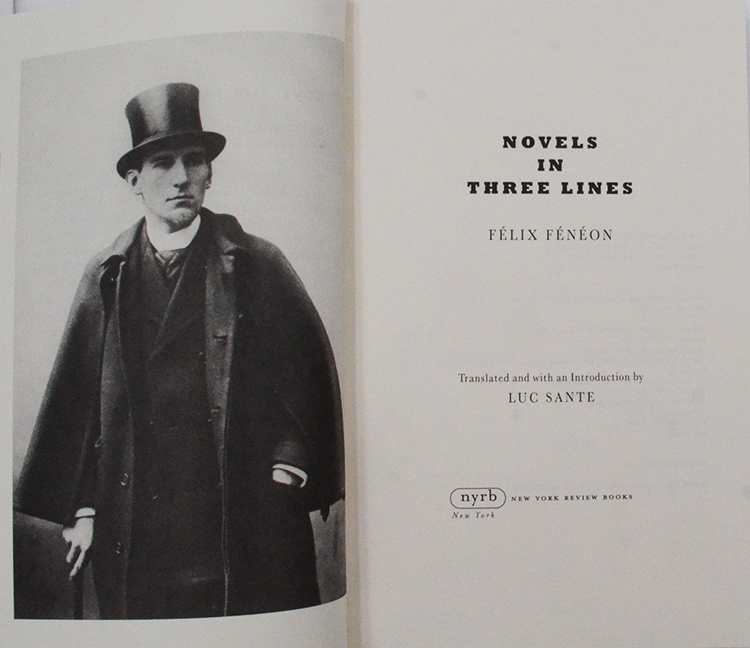 NOVELS
IN
THREE LINES
FÉLIX FÉNÉON
Translated and with an Introduction by
LUC SANTE
nyrb NEW YORK REVIEW BOOKS
New York